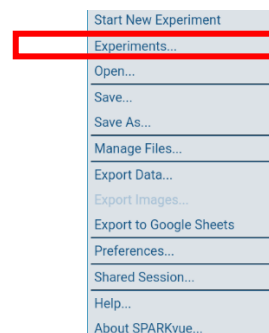 Start New Experiment
Experiments...
Open...
Save...
Save As...
Manage Files...
Export Data...
Export Images...
Export to Google Sheets
Preferences...
Shared Session...
Help...
About SPARKvue...